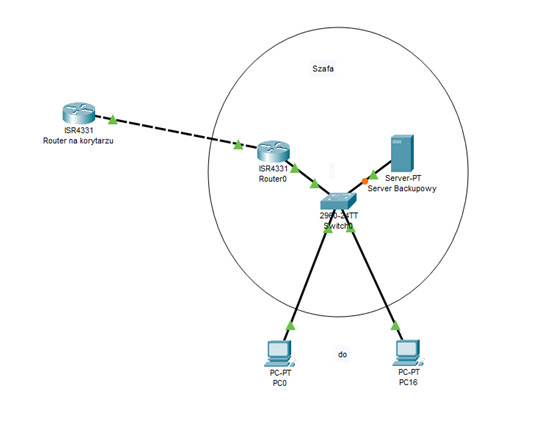 Szafa
ISR4331
Router na korytarzu
ISR4331
Router0
Server-PT
Server Backupowy
2960-24TT
Switch0
do
PC-PT
PC0
PC-PT
PC16